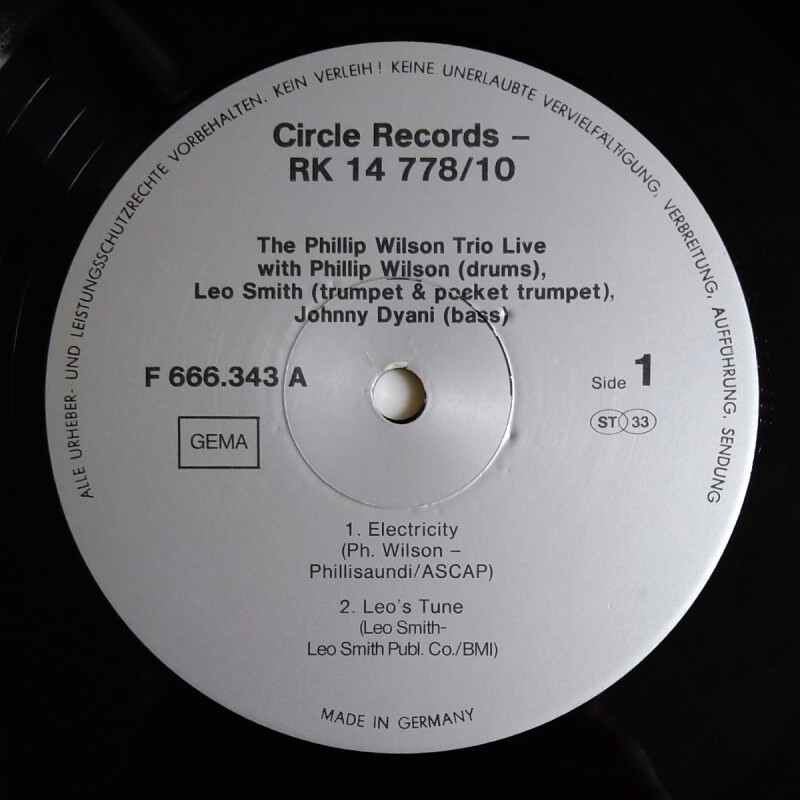 ALLE URHEBER- UND LEISTUNGSSCHUTZRECHTE VORBEHALTEN. KEIN VERLEIH! KEINE UNERLAUBTE VERVIELFÄLTIGUNG, VERBREITUNG, AUFFÜHRUNG, SENDUNG
Circle Records –
RK 14 778/10
The Phillip Wilson Trio Live
with Phillip Wilson (drums),
Leo Smith (trumpet & pocket trumpet),
Johnny Dyani (bass)
F 666.343 A
Side 1
GEMA
ST 33
1. Electricity
(Ph. Wilson –
Phillisaundi/ASCAP)
2. Leo's Tune
(Leo Smith-
Leo Smith Publ. Co./BMI)
MADE IN GERMANY